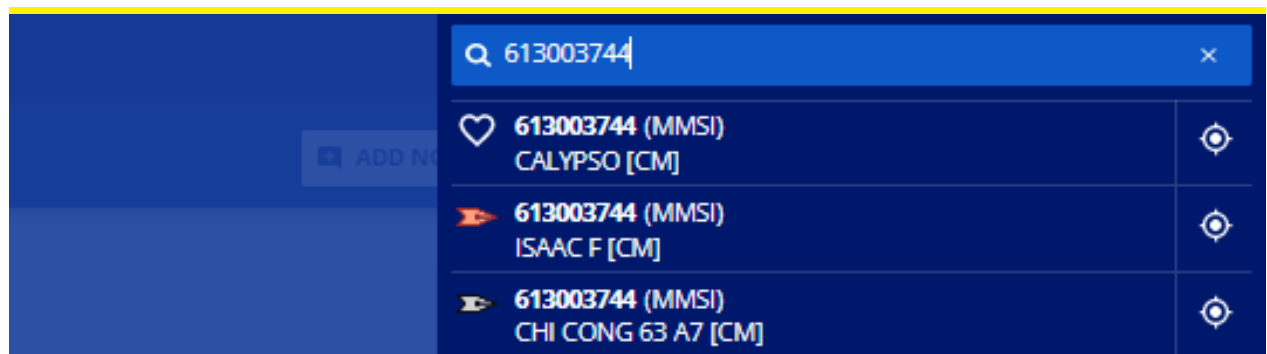 613003744
ADD NO
613003744 (MMSI)
CALYPSO [CM]
613003744 (MMSI)
ISAAC F [CM]
613003744 (MMSI)
CHI CONG 63 A7 [CM]